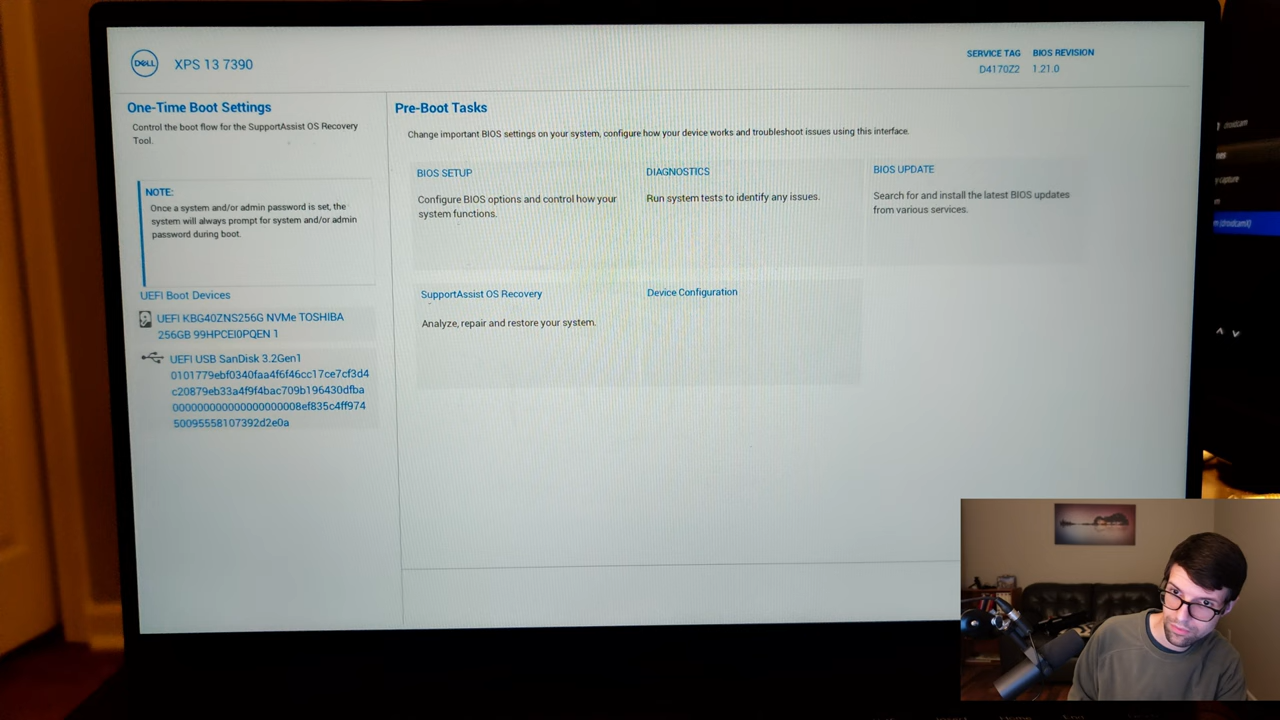 DELL
XPS 13 7390
SERVICE TAG
D4170Z2
BIOS REVISION
1.21.0
One-Time Boot Settings
Control the boot flow for the SupportAssist OS Recovery
Tool.
NOTE:
Once a system and/or admin password is set, the
system will always prompt for system and/or admin
password during boot.
UEFI Boot Devices
UEFI KBG40ZNS256G NVMe TOSHIBA
256GB 99HPCEI0PQEN 1
UEFI USB SanDisk 3.2Gen1
0101779ebf0340faa4f6f46cc17ce7cf3d4
c20879eb33a4f9f4bac709b196430dfba
000000000000000000008ef835c4ff974
50095558107392d2e0a
Pre-Boot Tasks
Change important BIOS settings on your system, configure how your device works and troubleshoot issues using this interface.
BIOS SETUP
Configure BIOS options and control how your
system functions.
DIAGNOSTICS
Run system tests to identify any issues.
BIOS UPDATE
Search for and install the latest BIOS updates
from various services.
SupportAssist OS Recovery
Analyze, repair and restore your system.
Device Configuration
droidcam
capture